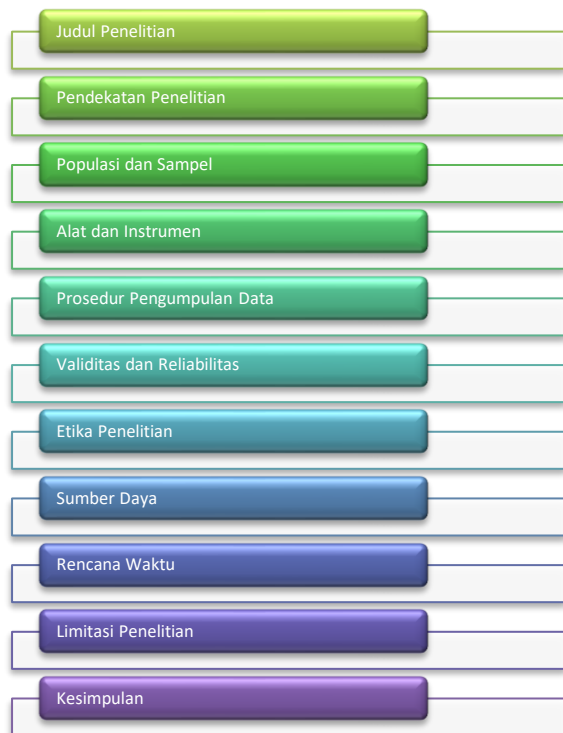 Judul Penelitian
Pendekatan Penelitian
Populasi dan Sampel
Alat dan Instrumen
Prosedur Pengumpulan Data
Validitas dan Reliabilitas
Etika Penelitian
Sumber Daya
Rencana Waktu
Limitasi Penelitian
Kesimpulan